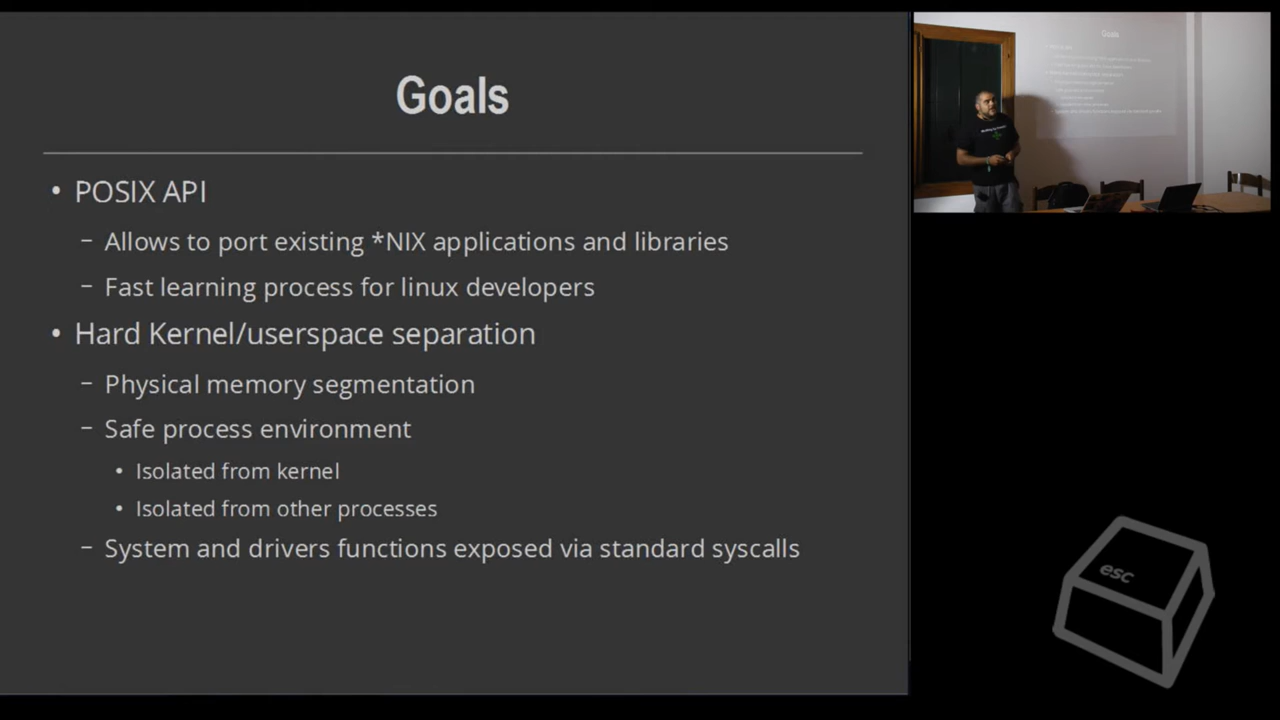 Goals
• POSIX API
– Allows to port existing *NIX applications and libraries
– Fast learning process for linux developers
• Hard Kernel/userspace separation
– Physical memory segmentation
– Safe process environment
• Isolated from kernel
• Isolated from other processes
– System and drivers functions exposed via standard syscalls
Goals
esc